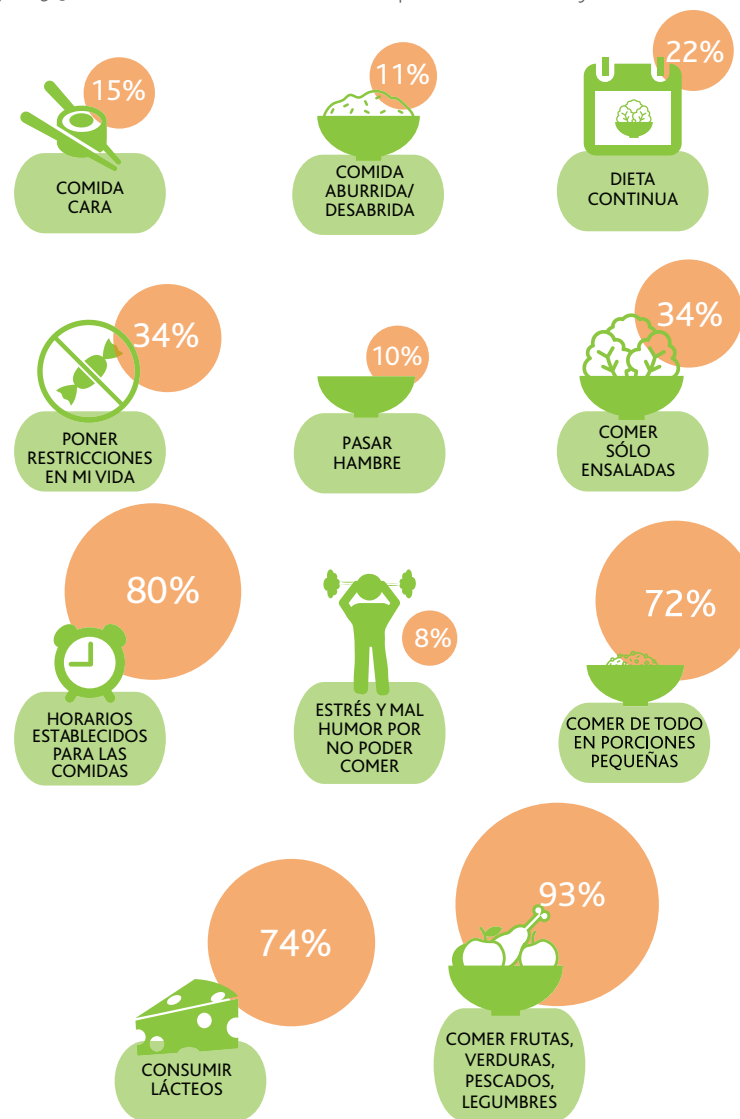 15%
COMIDA
CARA
11%
COMIDA
ABURRIDA/
DESABRIDA
22%
DIETA
CONTINUA
34%
PONER
RESTRICCIONES
EN MI VIDA
10%
PASAR
HAMBRE
34%
COMER
SÓLO
ENSALADAS
80%
HORARIOS
ESTABLECIDOS
PARA LAS
COMIDAS
8%
ESTRÉS Y MAL
HUMOR POR
NO PODER
COMER
72%
COMER DE TODO
EN PORCIONES
PEQUEÑAS
74%
CONSUMIR
LÁCTEOS
93%
COMER FRUTAS,
VERDURAS,
PESCADOS,
LEGUMBRES